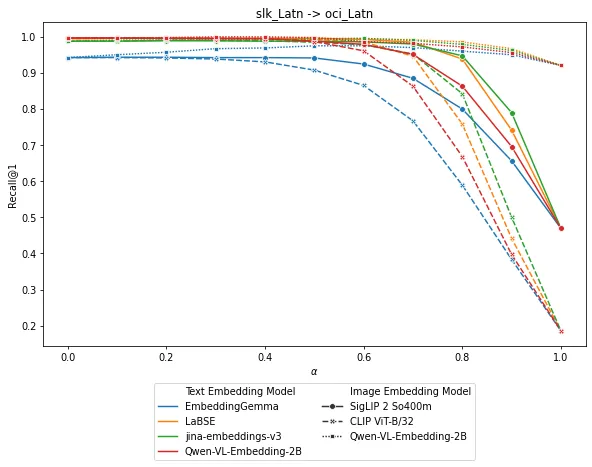 slk_Latn -> oci_Latn
Recall@1
1.0
0.9
0.8
0.7
0.6
0.5
0.4
0.3
0.2
0.0 0.2 0.4 0.6 0.8 1.0
α
Text Embedding Model Image Embedding Model
EmbeddingGemma SigLIP 2 So400m
LaBSE CLIP ViT-B/32
jina-embeddings-v3 Qwen-VL-Embedding-2B
Qwen-VL-Embedding-2B